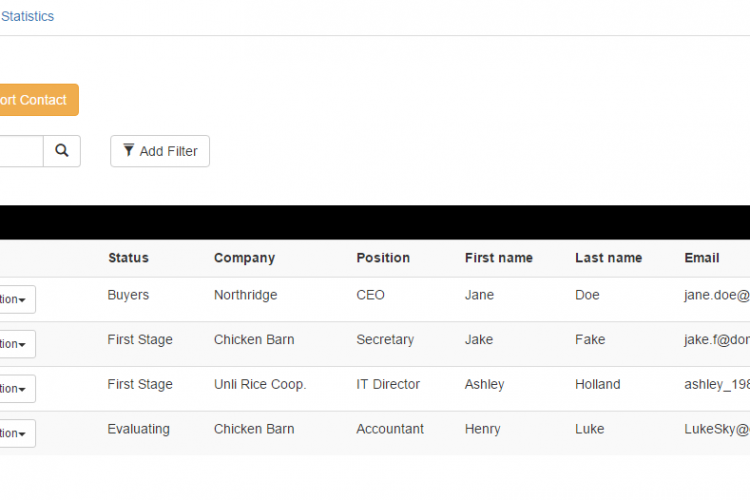 Statistics
ort Contact
Add Filter
Status Company Position First name Last name Email
tion Buyers Northridge CEO Jane Doe jane.doe@
tion First Stage Chicken Barn Secretary Jake Fake jake.f@dor
tion First Stage Unli Rice Coop. IT Director Ashley Holland ashley_198
tion Evaluating Chicken Barn Accountant Henry Luke LukeSky@